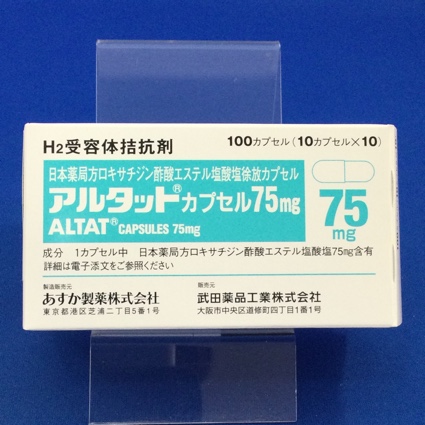 H2受容体拮抗剤
100カプセル(10カプセル×10)
日本薬局方ロキサチジン酢酸エステル塩酸塩徐放カプセル
アルタット®カプセル75mg
ALTAT® CAPSULES 75mg
75
mg
成分 1カプセル中 日本薬局方ロキサチジン酢酸エステル塩酸塩75mg含有
詳細は電子添文をご参照ください
製造販売元
あすか製薬株式会社
東京都港区芝浦二丁目5番1号
販売元
武田薬品工業株式会社
大阪市中央区道修町四丁目1番1号